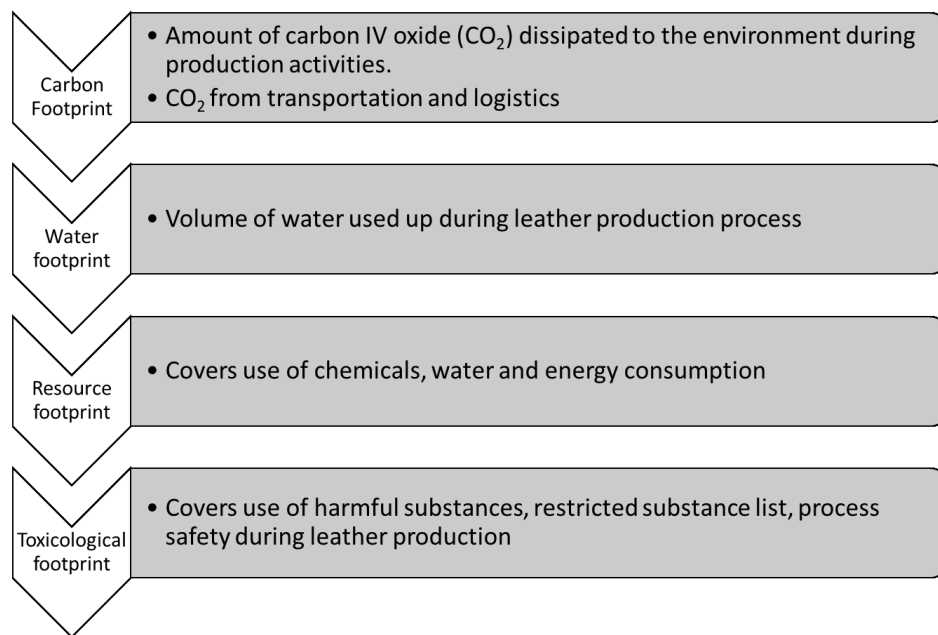 Carbon
Footprint
• Amount of carbon IV oxide (CO₂) dissipated to the environment during
production activities.
• CO₂ from transportation and logistics
Water
footprint
• Volume of water used up during leather production process
Resource
footprint
• Covers use of chemicals, water and energy consumption
Toxicological
footprint
• Covers use of harmful substances, restricted substance list, process
safety during leather production